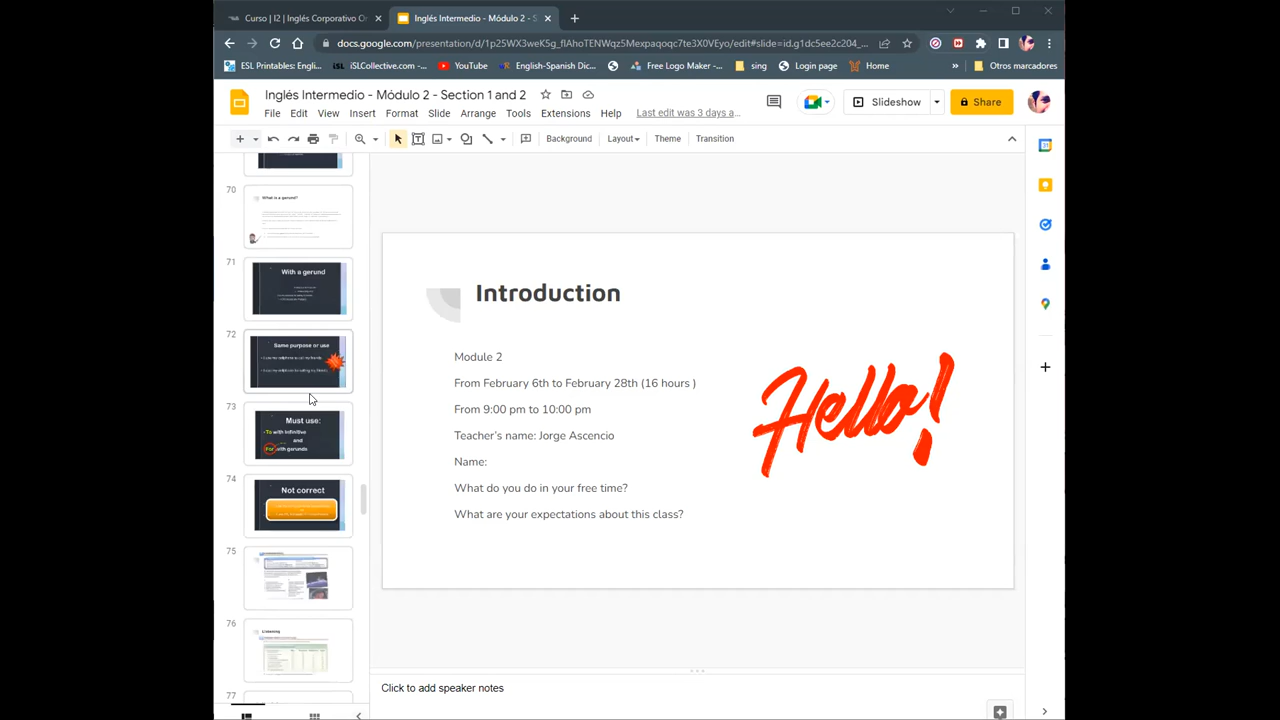 Curso | I2 | Inglés Corporativo On
Inglés Intermedio - Módulo 2 - S
docs.google.com/presentation/d/1p25WX3weK5g_flAhoTENWqz5Mexpaqoqc7te3X0VEyo/edit#slide=id.g1dc5ee2c204_...
ESL Printables: Engli...
iSLCollective.com -...
YouTube
English-Spanish Dic...
Free Logo Maker -...
sing
Login page
Home
»
Otros marcadores
Inglés Intermedio - Módulo 2 - Section 1 and 2
File Edit View Insert Format Slide Arrange Tools Extensions Help Last edit was 3 days a...
Slideshow
Share
Background Layout Theme Transition
70
What is a gerund?
71
With a gerund
72
Same purpose or use
73
Must use:
To with infinitive
and
For with gerunds
74
Not correct
75
76
Listening
77
Introduction
Module 2
From February 6th to February 28th (16 hours )
From 9:00 pm to 10:00 pm
Teacher's name: Jorge Ascencio
Name:
What do you do in your free time?
What are your expectations about this class?
Hello!
Click to add speaker notes